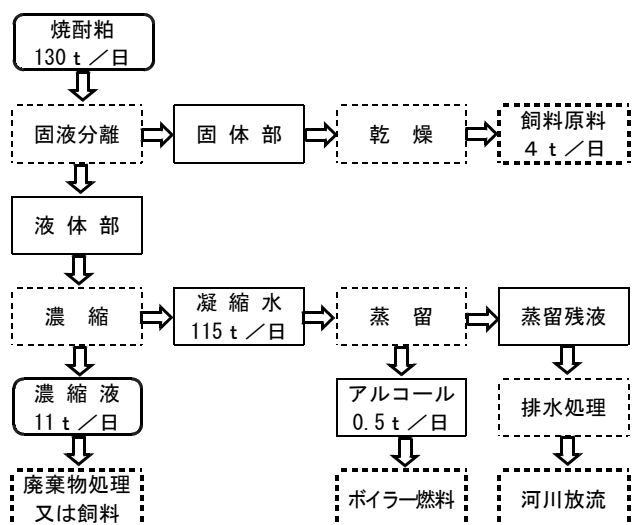 焼酎粕
130ｔ／日
固液分離
固体部
乾燥
飼料原料
４ｔ／日
液体部
濃縮
凝縮水
115ｔ／日
蒸留
蒸留残液
濃縮液
11ｔ／日
アルコール
0.5ｔ／日
排水処理
廃棄物処理
又は飼料
ボイラー燃料
河川放流